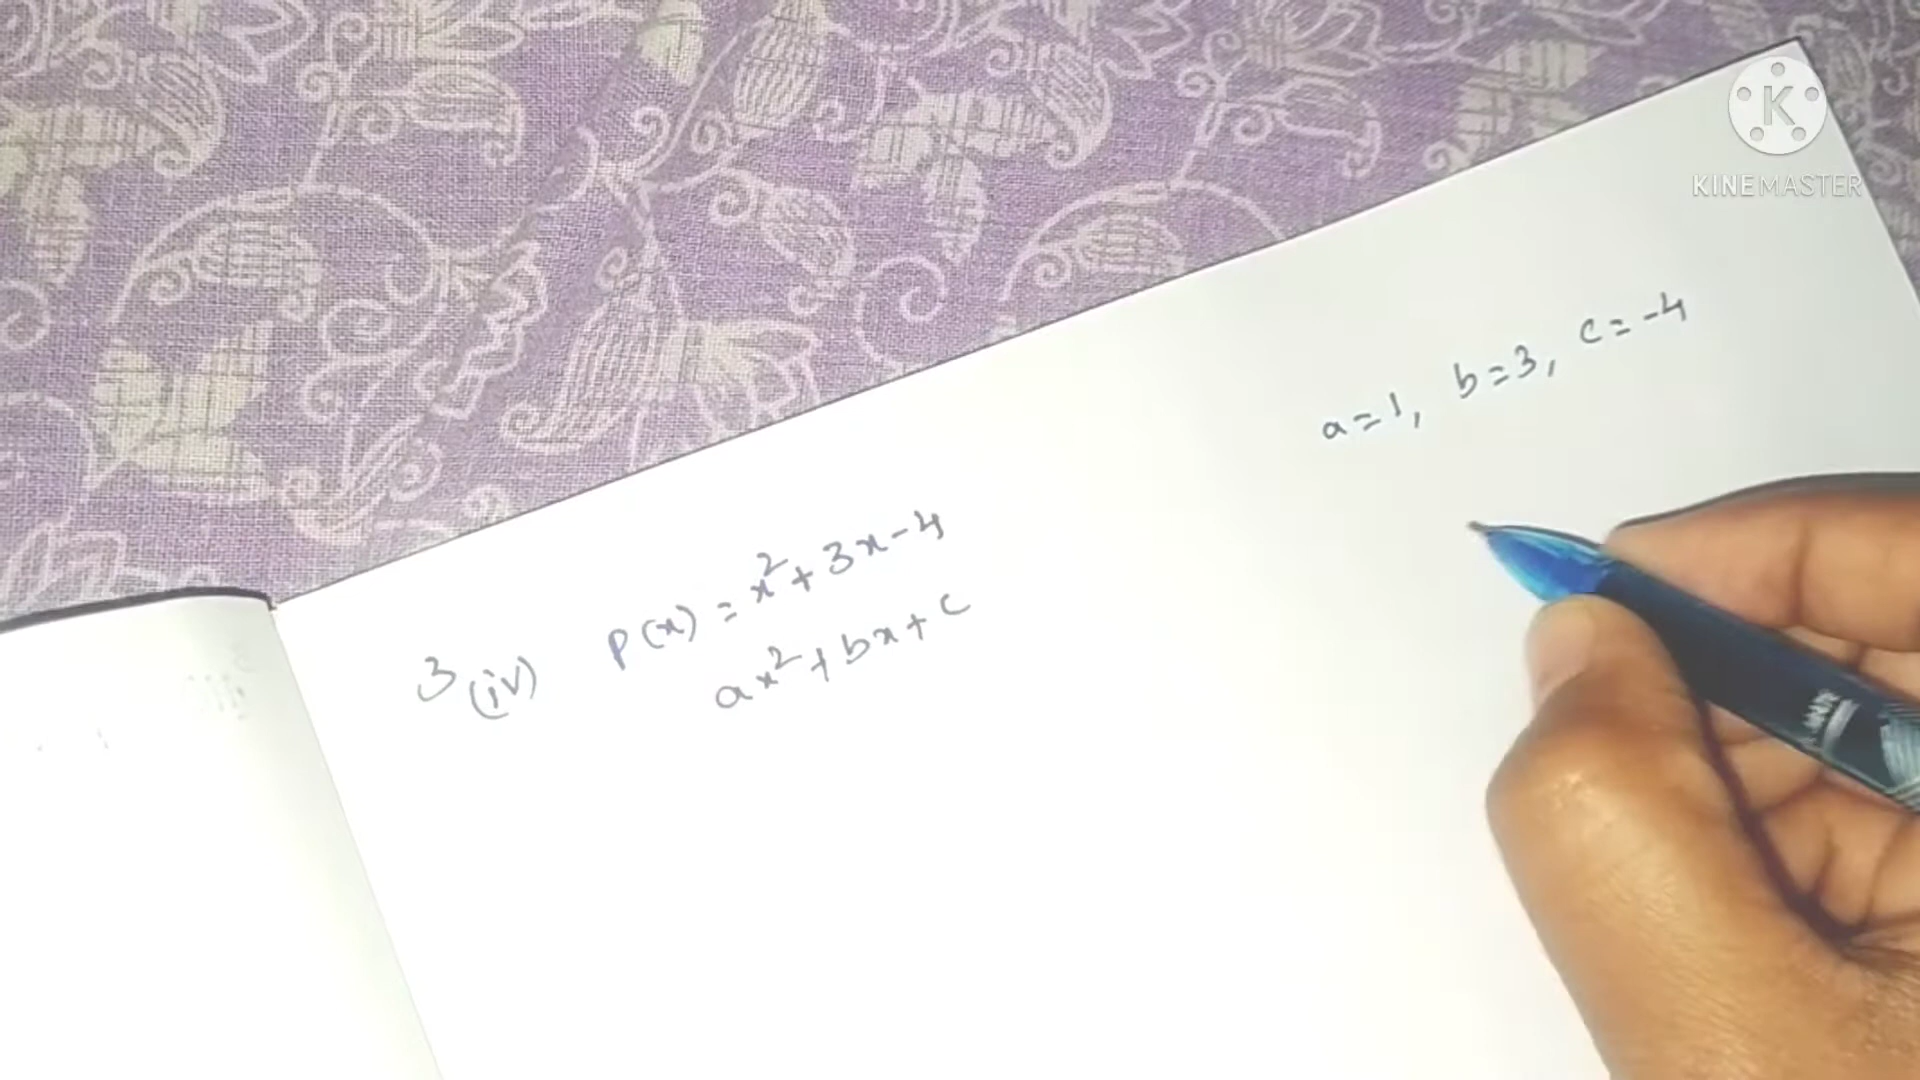 K
KINEMASTER
a=1, b=3, c=-4
3(iv) P(x) = x²+3x-4
ax²+bx+c